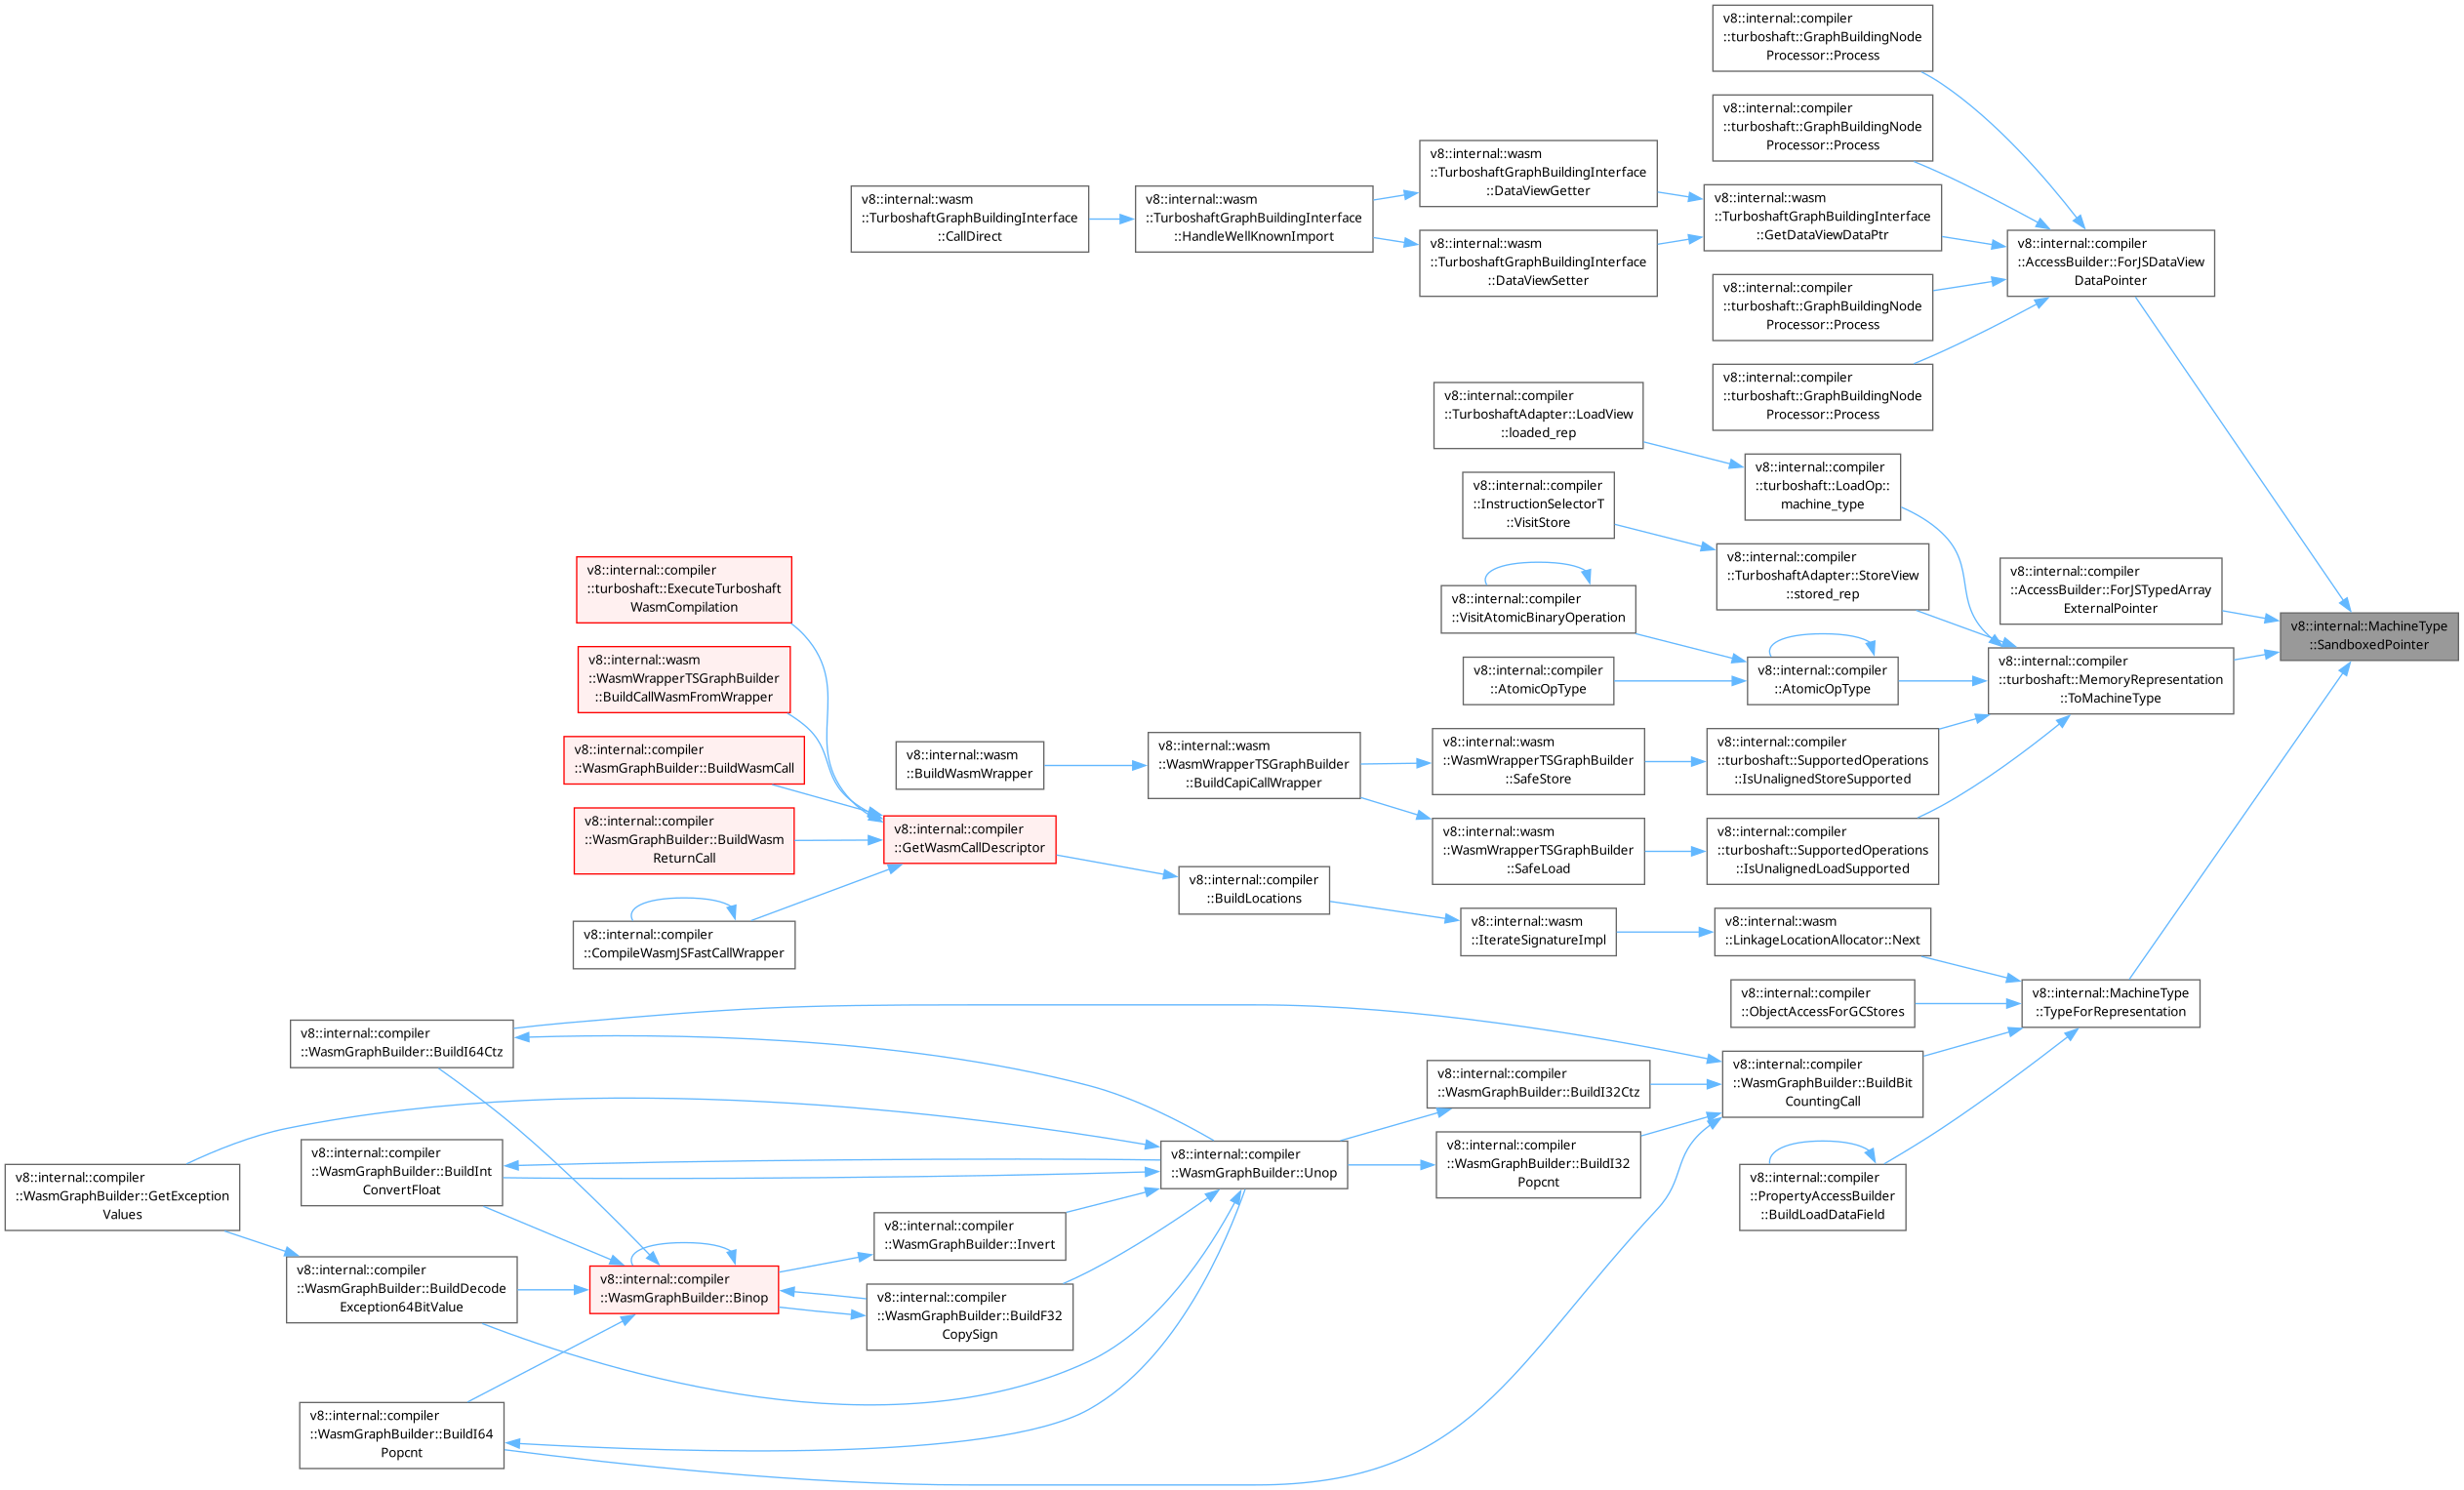 v8::internal::compiler
::turboshaft::GraphBuildingNode
Processor::Process
v8::internal::compiler
::turboshaft::GraphBuildingNode
Processor::Process
v8::internal::wasm
::TurboshaftGraphBuildingInterface
::DataViewGetter
v8::internal::wasm
::TurboshaftGraphBuildingInterface
::CallDirect
v8::internal::wasm
::TurboshaftGraphBuildingInterface
::HandleWellKnownImport
v8::internal::wasm
::TurboshaftGraphBuildingInterface
::GetDataViewDataPtr
v8::internal::wasm
::TurboshaftGraphBuildingInterface
::DataViewSetter
v8::internal::compiler
::AccessBuilder::ForJSDataView
DataPointer
v8::internal::compiler
::turboshaft::GraphBuildingNode
Processor::Process
v8::internal::compiler
::turboshaft::GraphBuildingNode
Processor::Process
v8::internal::compiler
::TurboshaftAdapter::LoadView
::loaded_rep
v8::internal::compiler
::turboshaft::LoadOp::
machine_type
v8::internal::compiler
::InstructionSelectorT
::VisitStore
v8::internal::compiler
::TurboshaftAdapter::StoreView
::stored_rep
v8::internal::compiler
::turboshaft::ExecuteTurboshaft
WasmCompilation
v8::internal::compiler
::VisitAtomicBinaryOperation
v8::internal::compiler
::AccessBuilder::ForJSTypedArray
ExternalPointer
v8::internal::MachineType
::SandboxedPointer
v8::internal::wasm
::WasmWrapperTSGraphBuilder
::BuildCallWasmFromWrapper
v8::internal::compiler
::AtomicOpType
v8::internal::compiler
::AtomicOpType
v8::internal::compiler
::turboshaft::MemoryRepresentation
::ToMachineType
v8::internal::compiler
::WasmGraphBuilder::BuildWasmCall
v8::internal::wasm
::BuildWasmWrapper
v8::internal::wasm
::WasmWrapperTSGraphBuilder
::BuildCapiCallWrapper
v8::internal::wasm
::WasmWrapperTSGraphBuilder
::SafeStore
v8::internal::compiler
::turboshaft::SupportedOperations
::IsUnalignedStoreSupported
v8::internal::compiler
::WasmGraphBuilder::BuildWasm
ReturnCall
v8::internal::compiler
::GetWasmCallDescriptor
v8::internal::wasm
::WasmWrapperTSGraphBuilder
::SafeLoad
v8::internal::compiler
::turboshaft::SupportedOperations
::IsUnalignedLoadSupported
v8::internal::compiler
::BuildLocations
v8::internal::compiler
::CompileWasmJSFastCallWrapper
v8::internal::wasm
::IterateSignatureImpl
v8::internal::wasm
::LinkageLocationAllocator::Next
v8::internal::compiler
::ObjectAccessForGCStores
v8::internal::MachineType
::TypeForRepresentation
v8::internal::compiler
::WasmGraphBuilder::BuildI64Ctz
v8::internal::compiler
::WasmGraphBuilder::BuildI32Ctz
v8::internal::compiler
::WasmGraphBuilder::BuildBit
CountingCall
v8::internal::compiler
::WasmGraphBuilder::BuildInt
ConvertFloat
v8::internal::compiler
::WasmGraphBuilder::Unop
v8::internal::compiler
::WasmGraphBuilder::BuildI32
Popcnt
v8::internal::compiler
::WasmGraphBuilder::GetException
Values
v8::internal::compiler
::PropertyAccessBuilder
::BuildLoadDataField
v8::internal::compiler
::WasmGraphBuilder::Invert
v8::internal::compiler
::WasmGraphBuilder::BuildDecode
Exception64BitValue
v8::internal::compiler
::WasmGraphBuilder::Binop
v8::internal::compiler
::WasmGraphBuilder::BuildF32
CopySign
v8::internal::compiler
::WasmGraphBuilder::BuildI64
Popcnt